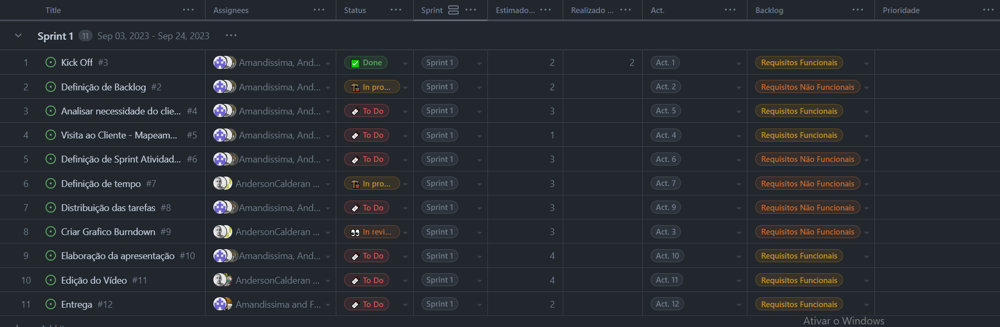 Title ... Assignees ... Status ... Sprint ... Estimado... ... Realizado ... ... Act. ... Backlog ... Prioridade ...
Sprint 1 11 Sep 03, 2023 - Sep 24, 2023 ...
1 Kick Off #3 Amandissima, And... Done Sprint 1 2 2 Act. 1 Requisitos Funcionais
2 Definição de Backlog #2 Amandissima, And... In pro... Sprint 1 2 Act. 2 Requisitos Não Funcionais
3 Analisar necessidade do clie... #4 Amandissima, And... To Do Sprint 1 3 Act. 5 Requisitos Funcionais
4 Visita ao Cliente - Mapeam... #5 Amandissima, And... To Do Sprint 1 1 Act. 4 Requisitos Funcionais
5 Definição de Sprint Atividad... #6 Amandissima, And... To Do Sprint 1 3 Act. 6 Requisitos Não Funcionais
6 Definição de tempo #7 AndersonCalderan ... In pro... Sprint 1 3 Act. 7 Requisitos Não Funcionais
7 Distribuição das tarefas #8 Amandissima, And... To Do Sprint 1 3 Act. 9 Requisitos Não Funcionais
8 Criar Grafico Burndown #9 AndersonCalderan ... In revi... Sprint 1 3 Act. 3 Requisitos Não Funcionais
9 Elaboração da apresentação #10 Amandissima, And... To Do Sprint 1 4 Act. 10 Requisitos Funcionais
10 Edição do Vídeo #11 AndersonCalderan ... To Do Sprint 1 4 Act. 11 Requisitos Funcionais
11 Entrega #12 Amandissima and F... To Do Sprint 1 2 Act. 12 Requisitos Funcionais
Ativar o Windows